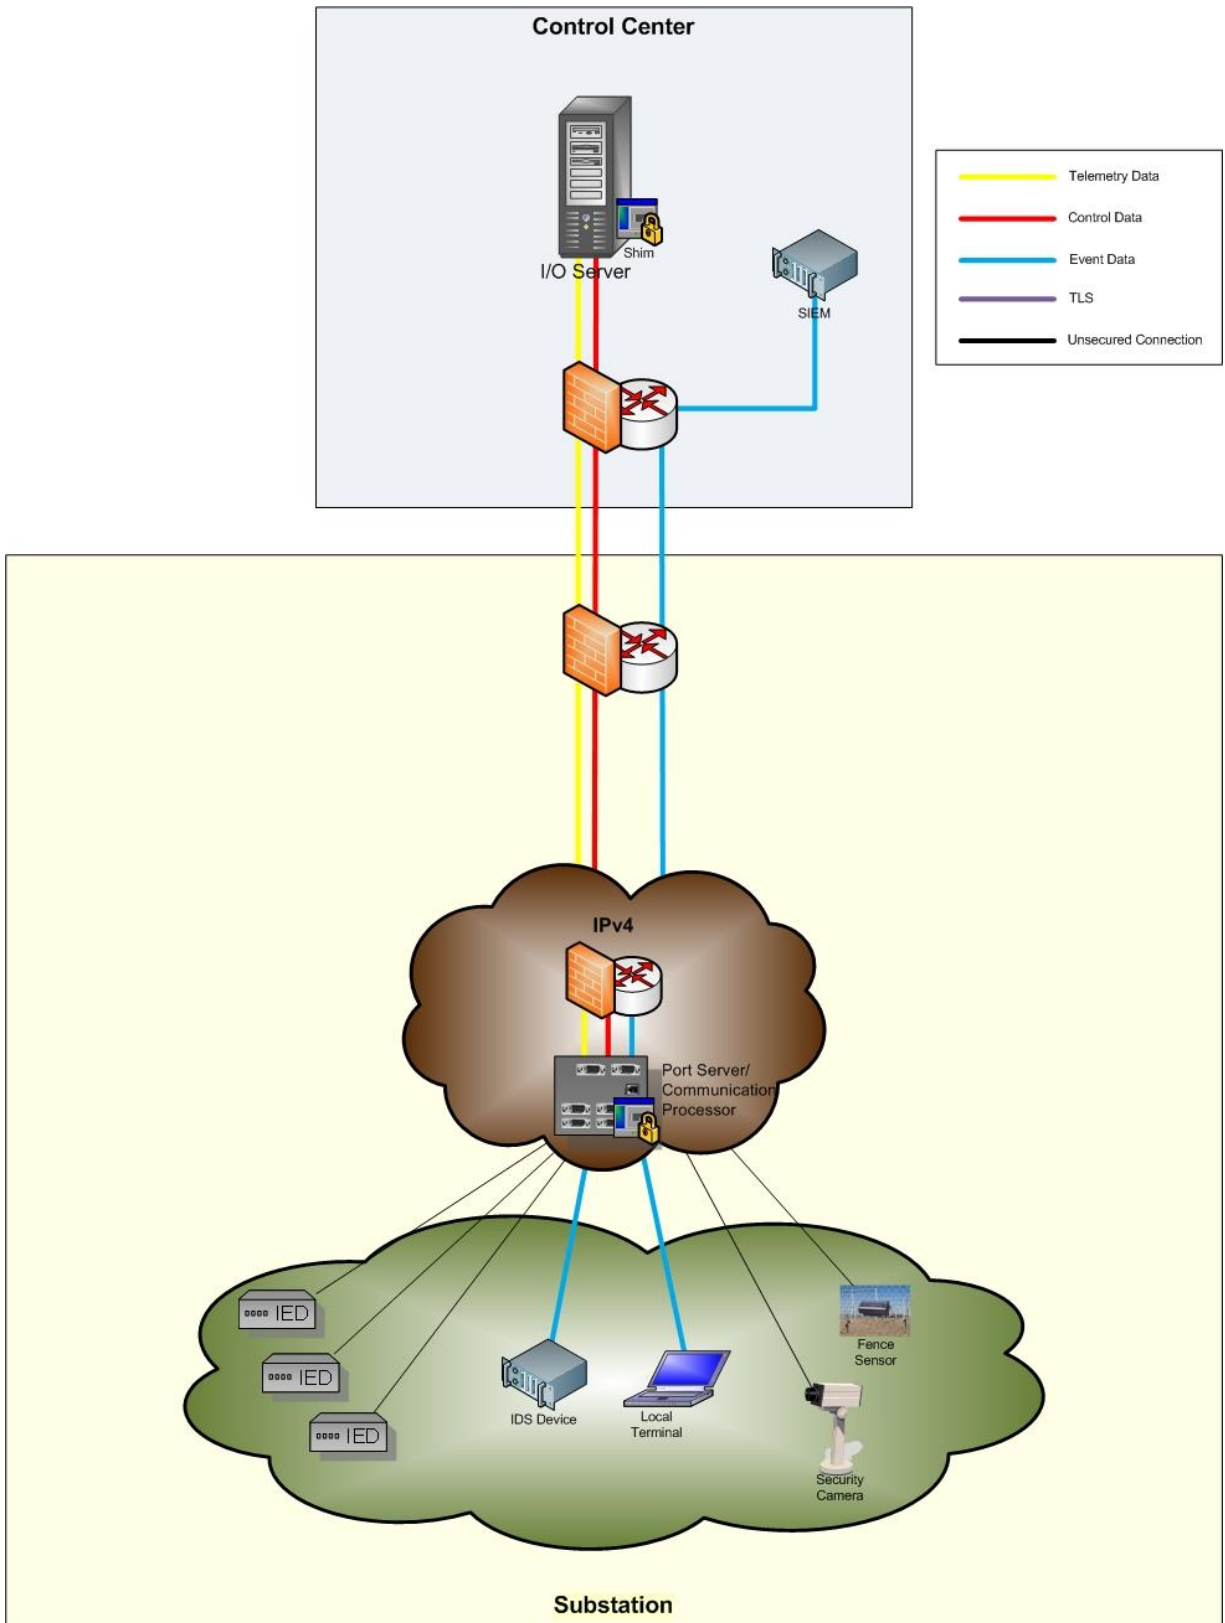 Control Center
Shim
I/O Server
SIEM
Telemetry Data
Control Data
Event Data
TLS
Unsecured Connection
IPv4
Port Server/
Communication
Processor
IED
IED
IED
IDS Device
Local
Terminal
Fence
Sensor
Security
Camera
Substation